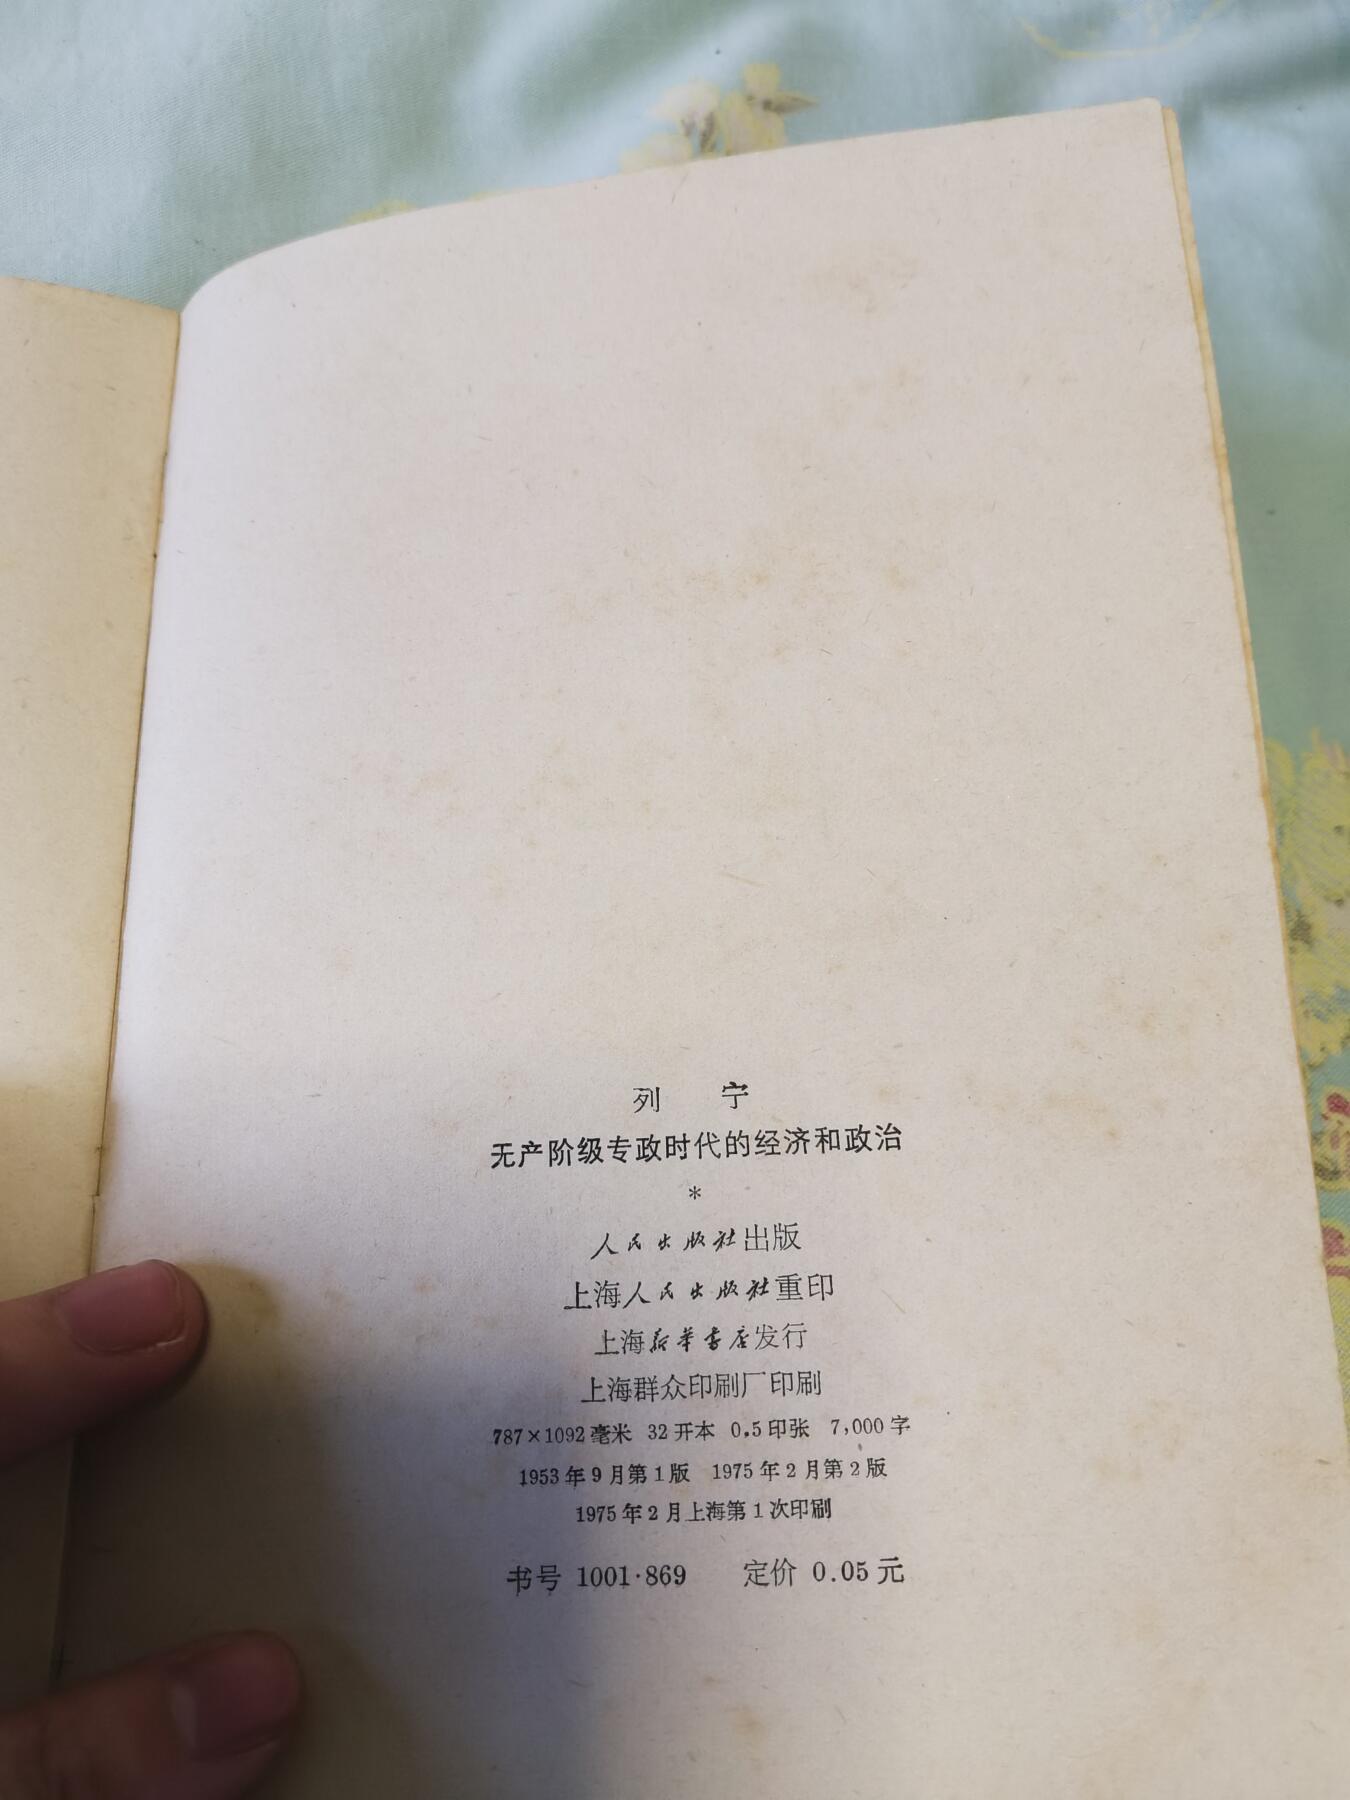 列 宁
无产阶级专政时代的经济和政治
*
人民出版社出版
上海人民出版社重印
上海新华书店发行
上海群众印刷厂印刷
787×1092毫米 32开本 0.5印张 7,000字
1953年9月第1版 1975年2月第2版
1975年2月上海第1次印刷
书号 1001·869 定价 0.05元